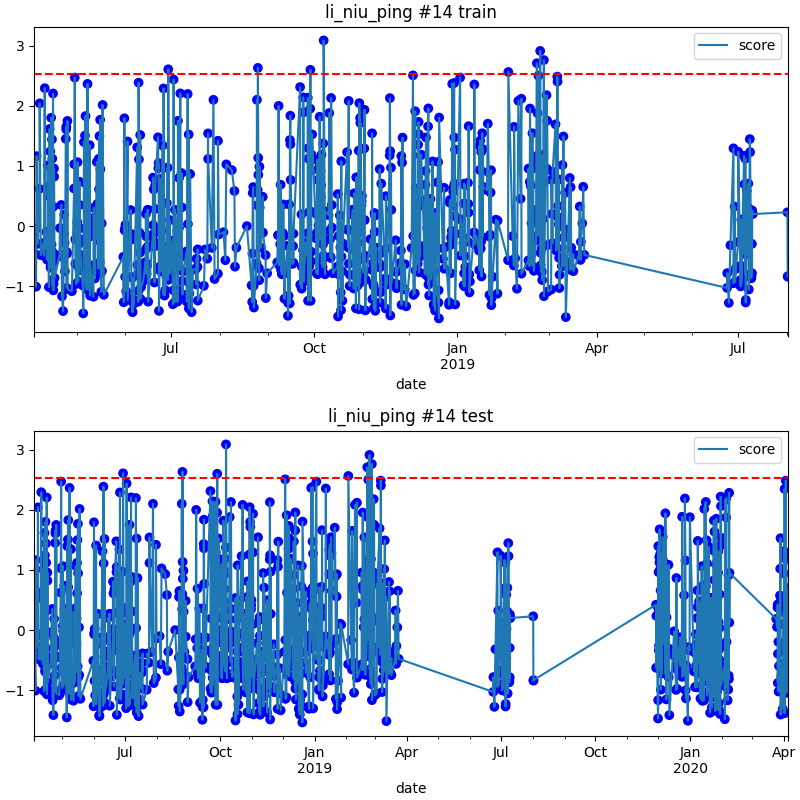 li_niu_ping #14 train
score
3
2
1
0
−1
Jul
Oct
Jan
2019
Apr
Jul
date
li_niu_ping #14 test
score
3
2
1
0
−1
Jul
Oct
Jan
2019
Apr
Jul
Oct
Jan
2020
Apr
date